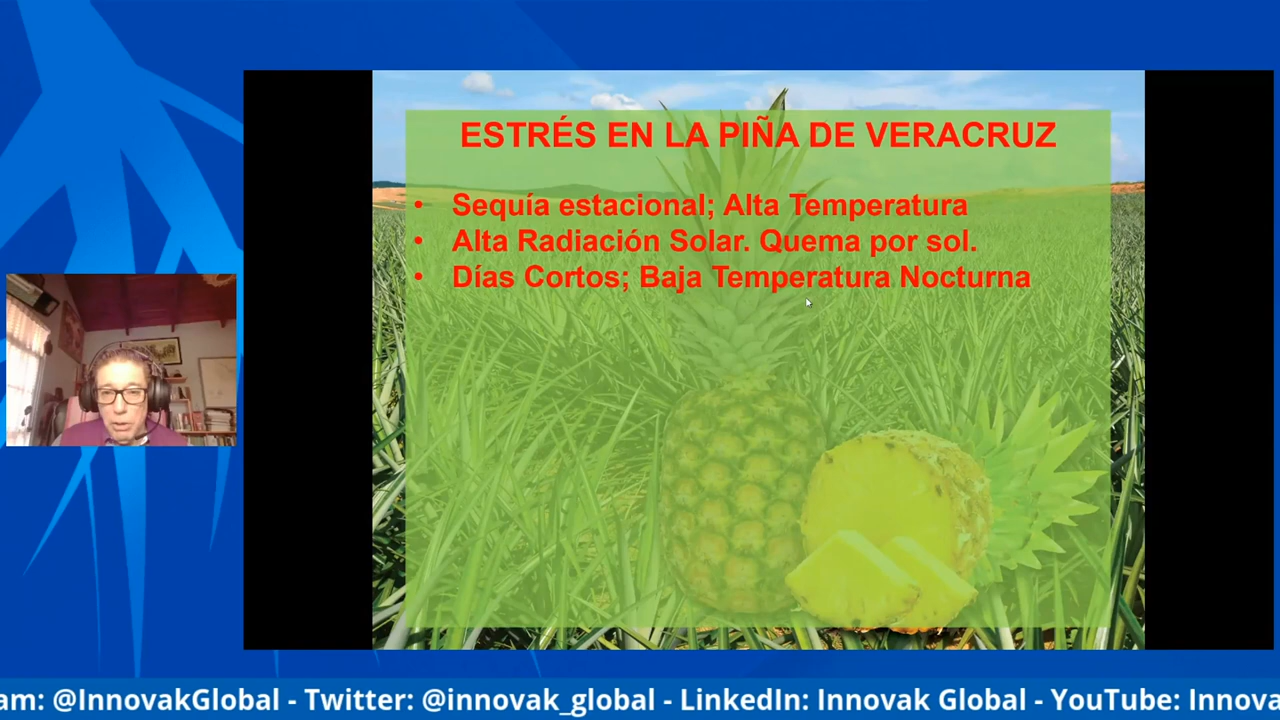 ESTRÉS EN LA PIÑA DE VERACRUZ
• Sequía estacional; Alta Temperatura
• Alta Radiación Solar. Quema por sol.
• Días Cortos; Baja Temperatura Nocturna
am: @InnovakGlobal - Twitter: @innovak_global - LinkedIn: Innovak Global - YouTube: Innova